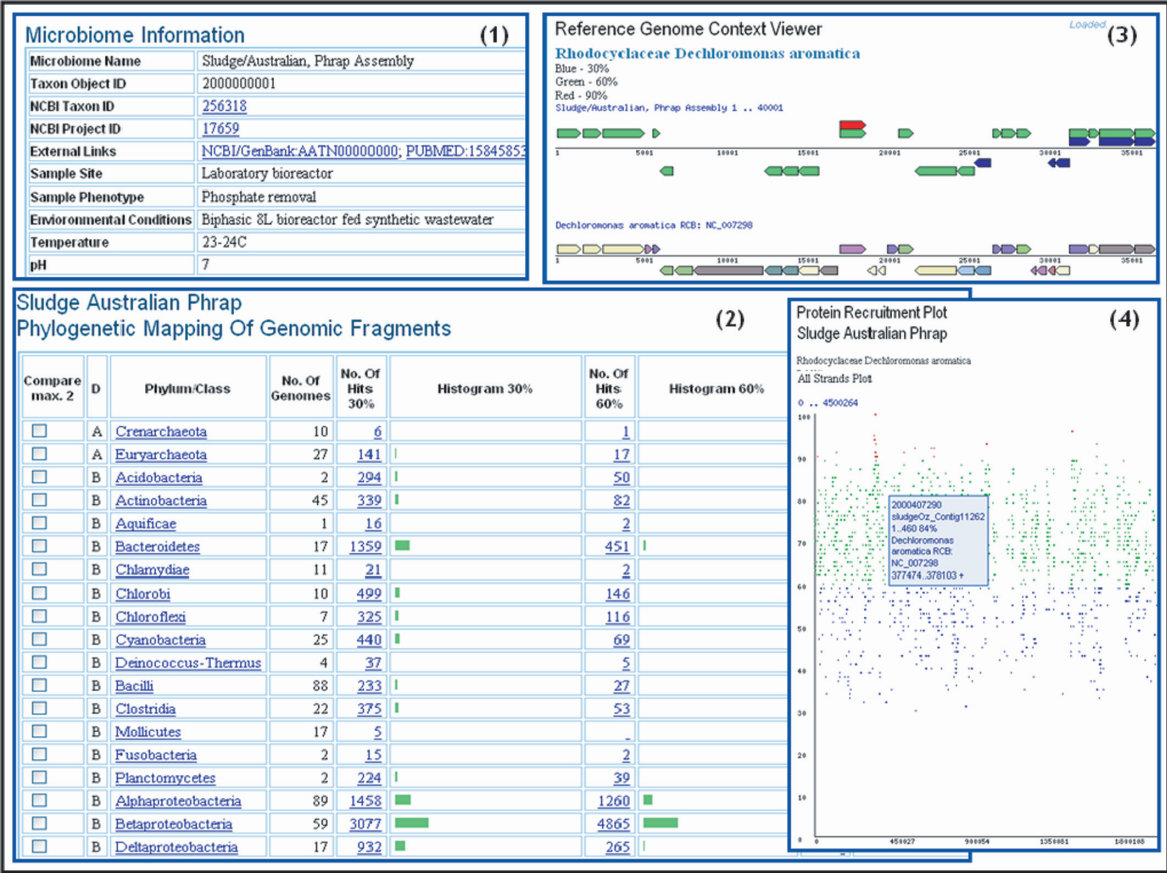 Microbiome Information (1)
Microbiome Name Sludge/Australian, Phrap Assembly
Taxon Object ID 2000000001
NCBI Taxon ID 256318
NCBI Project ID 17659
External Links NCBI/GenBank:AATN00000000; PUBMED:15845853
Sample Site Laboratory bioreactor
Sample Phenotype Phosphate removal
Envioronmental Conditions Biphasic 8L bioreactor fed synthetic wastewater
Temperature 23-24C
pH 7
Reference Genome Context Viewer Loaded. (3)
Rhodocyclaceae Dechloromonas aromatica
Blue - 30%
Green - 60%
Red - 90%
Sludge/Australian, Phrap Assembly 1 .. 40001
1 5001 10001 15001 20001 25001 30001 35001
Dechloromonas aromatica RCB: NC_007298
1 5001 10001 15001 20001 25001 30001 35001
Sludge Australian Phrap
Phylogenetic Mapping Of Genomic Fragments (2)
Compare max. 2 D Phylum/Class No. Of Genomes No. Of Hits 30% Histogram 30% No. Of Hits 60% Histogram 60%
A Crenarchaeota 10 6 1
A Euryarchaeota 27 141 17
B Acidobacteria 2 294 50
B Actinobacteria 45 339 82
B Aquificae 1 16 2
B Bacteroidetes 17 1359 451
B Chlamydiae 11 21 2
B Chlorobi 10 499 146
B Chloroflexi 7 325 116
B Cyanobacteria 25 440 69
B Deinococcus-Thermus 4 37 5
B Bacilli 88 233 27
B Clostridia 22 375 53
B Mollicutes 17 5 -
B Fusobacteria 2 15 2
B Planctomycetes 2 224 39
B Alphaproteobacteria 89 1458 1260
B Betaproteobacteria 59 3077 4865
B Deltaproteobacteria 17 932 265
Protein Recruitment Plot (4)
Sludge Australian Phrap
Rhodocyclaceae Dechloromonas aromatica
All Strands Plot
0 .. 4500264
100
90
80
70
60
50
40
30
20
10
0
2000407290
sludgeOz_Contig11262
1..460 84%
Dechloromonas
aromatica RCB:
NC_007298
377474..378103 +
0 450027 900054 1350081 1800108